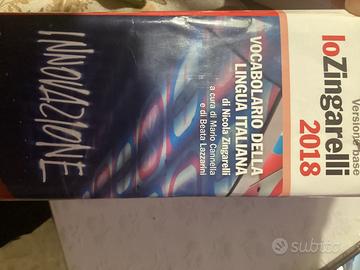 Versione base
loZingarelli
2018
VOCABOLARIO DELLA
LINGUA ITALIANA
di Nicola Zingarelli
a cura di Mario Cannella
e di Beata Lazzarini
INNOVAZIONE
subito